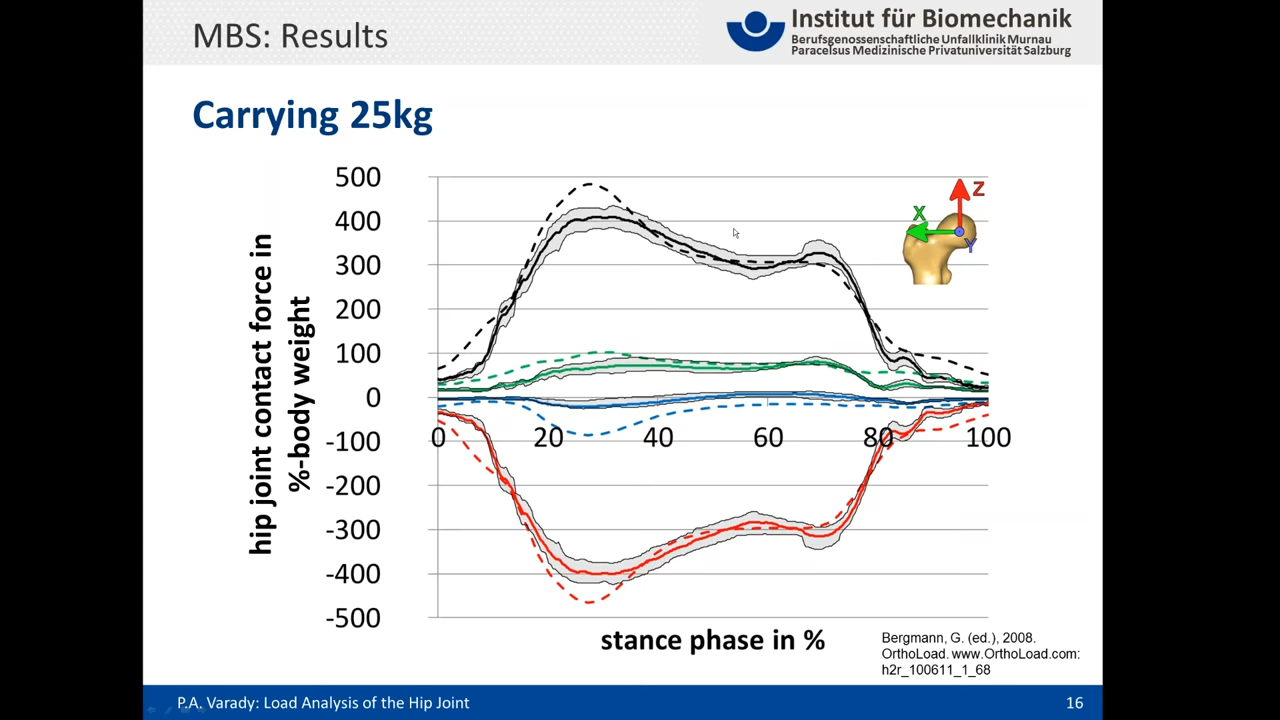 MBS: Results
Institut für Biomechanik
Berufsgenossenschaftliche Unfallklinik Murnau
Paracelsus Medizinische Privatuniversität Salzburg
Carrying 25kg
hip joint contact force in
%-body weight
500
400
300
200
100
0
-100
-200
-300
-400
-500
0 20 40 60 80 100
stance phase in %
Z
X
Y
Bergmann, G. (ed.), 2008.
OrthoLoad. www.OrthoLoad.com:
h2r_100611_1_68
P.A. Varady: Load Analysis of the Hip Joint
16